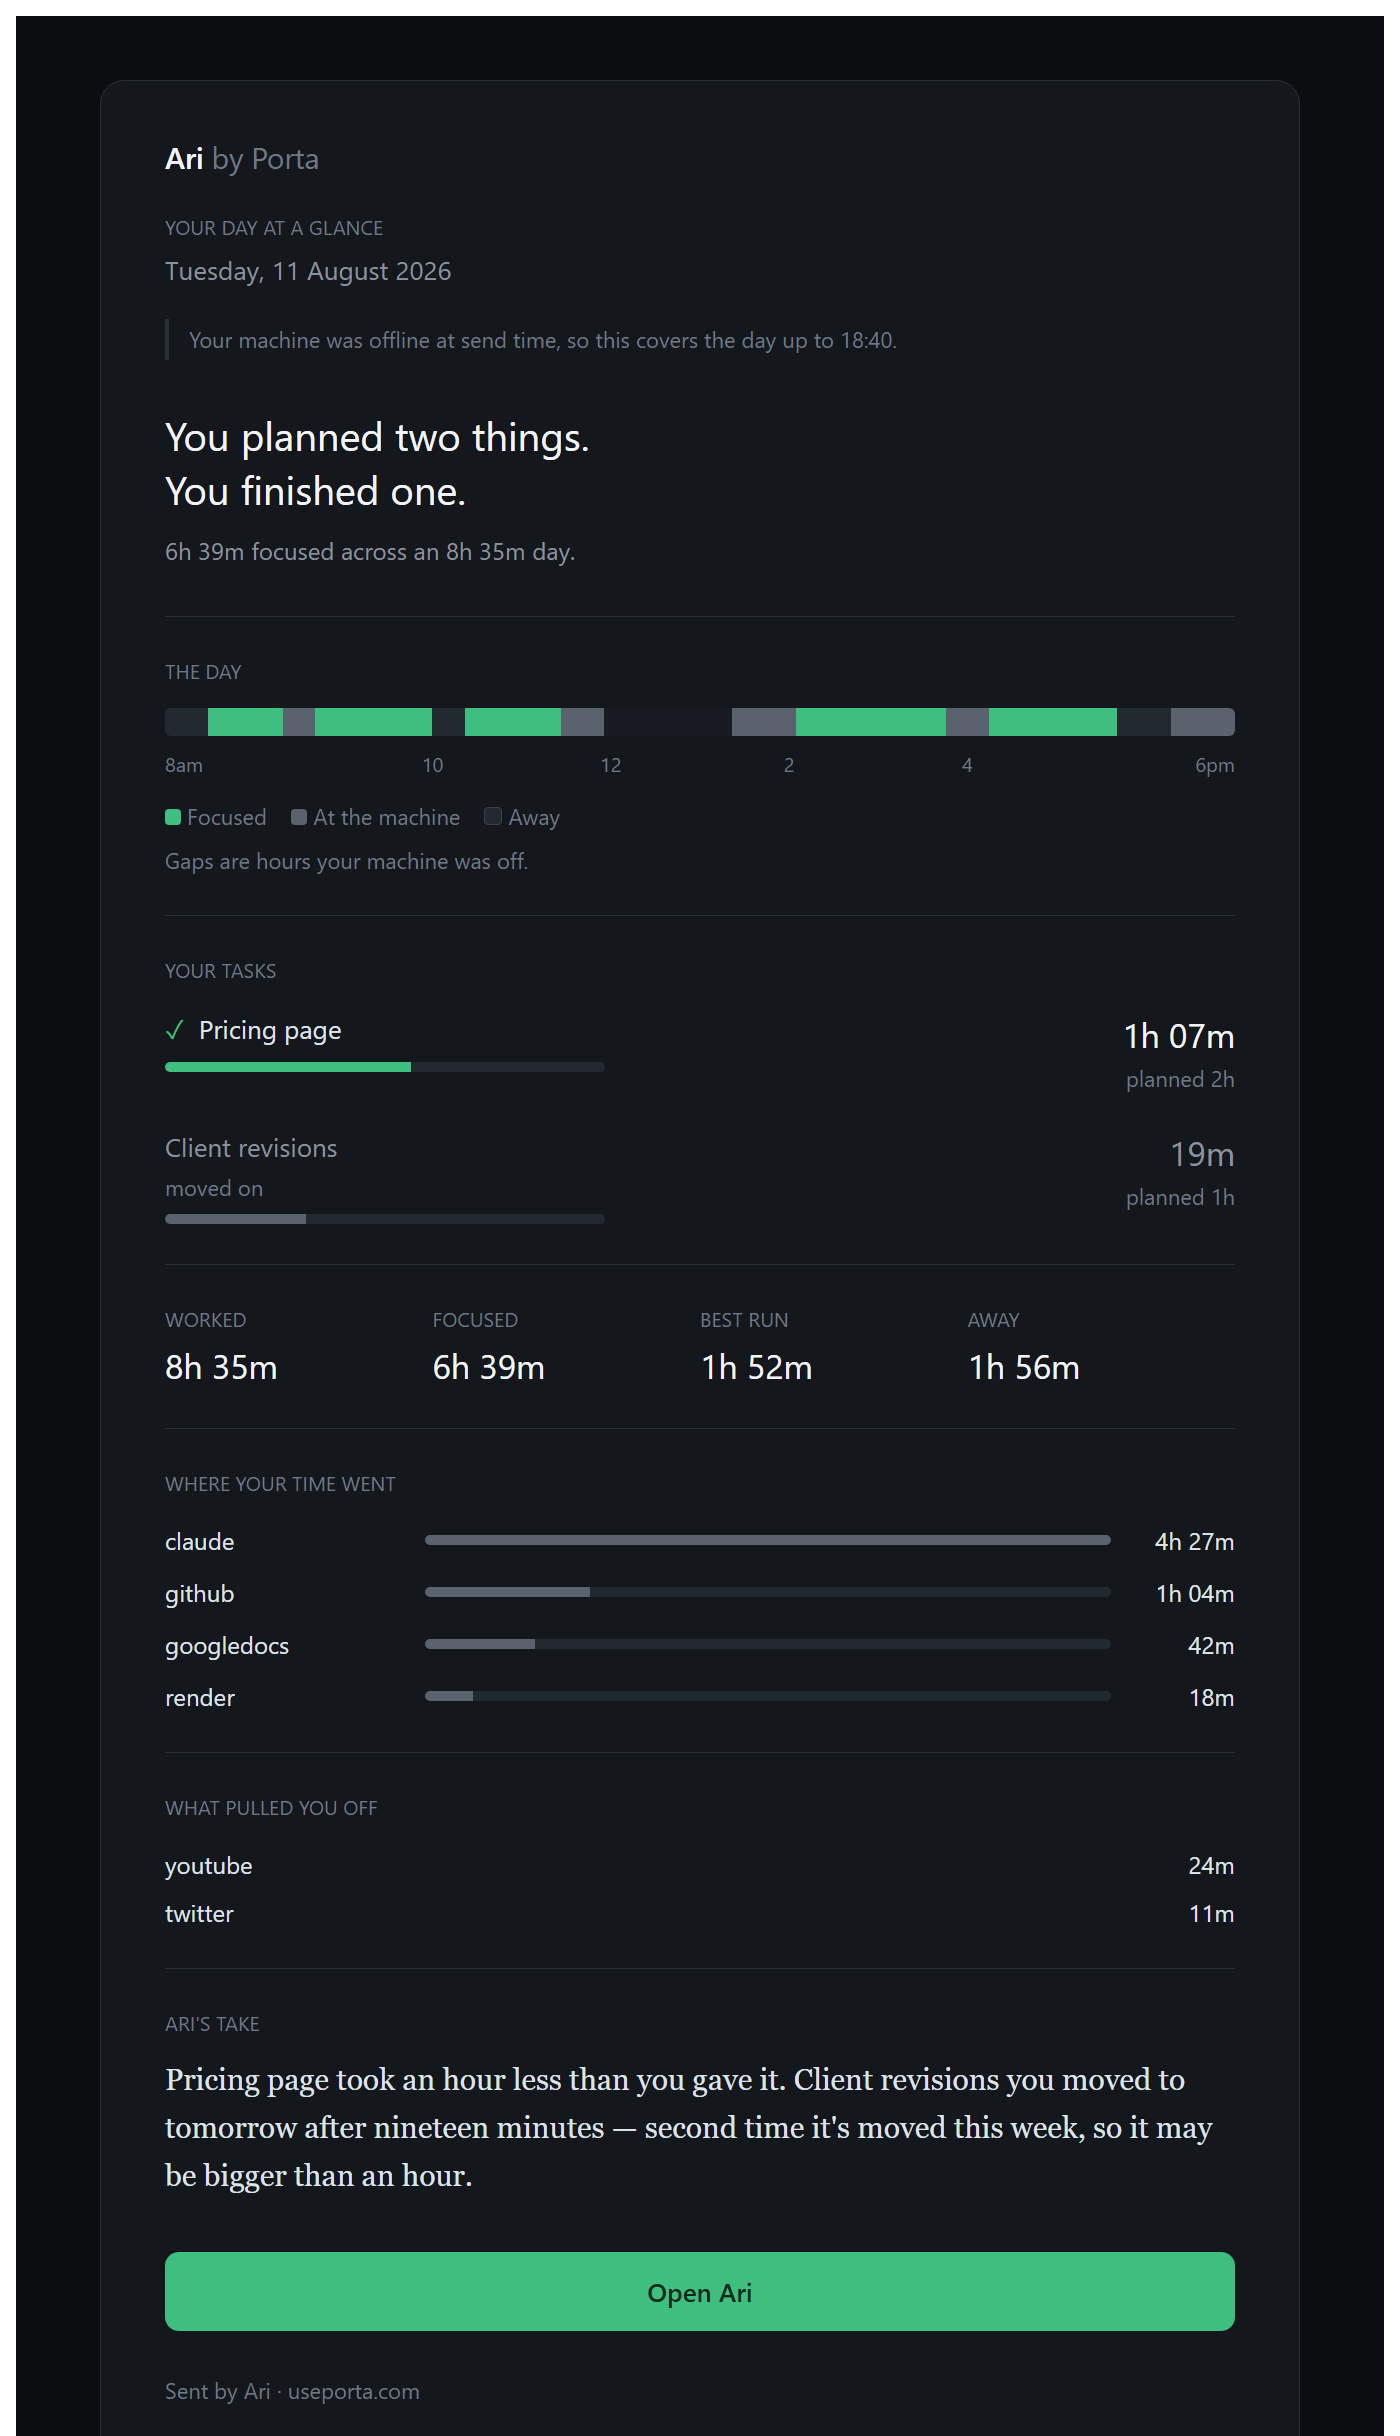 Ari by Porta
YOUR DAY AT A GLANCE
Tuesday, 11 August 2026
Your machine was offline at send time, so this covers the day up to 18:40.
You planned two things.
You finished one.
6h 39m focused across an 8h 35m day.
THE DAY
8am 10 12 2 4 6pm
Focused At the machine Away
Gaps are hours your machine was off.
YOUR TASKS
✓ Pricing page 1h 07m
planned 2h
Client revisions 19m
moved on planned 1h
WORKED FOCUSED BEST RUN AWAY
8h 35m 6h 39m 1h 52m 1h 56m
WHERE YOUR TIME WENT
claude 4h 27m
github 1h 04m
googledocs 42m
render 18m
WHAT PULLED YOU OFF
youtube 24m
twitter 11m
ARI'S TAKE
Pricing page took an hour less than you gave it. Client revisions you moved to
tomorrow after nineteen minutes — second time it's moved this week, so it may
be bigger than an hour.
Open Ari
Sent by Ari · useporta.com